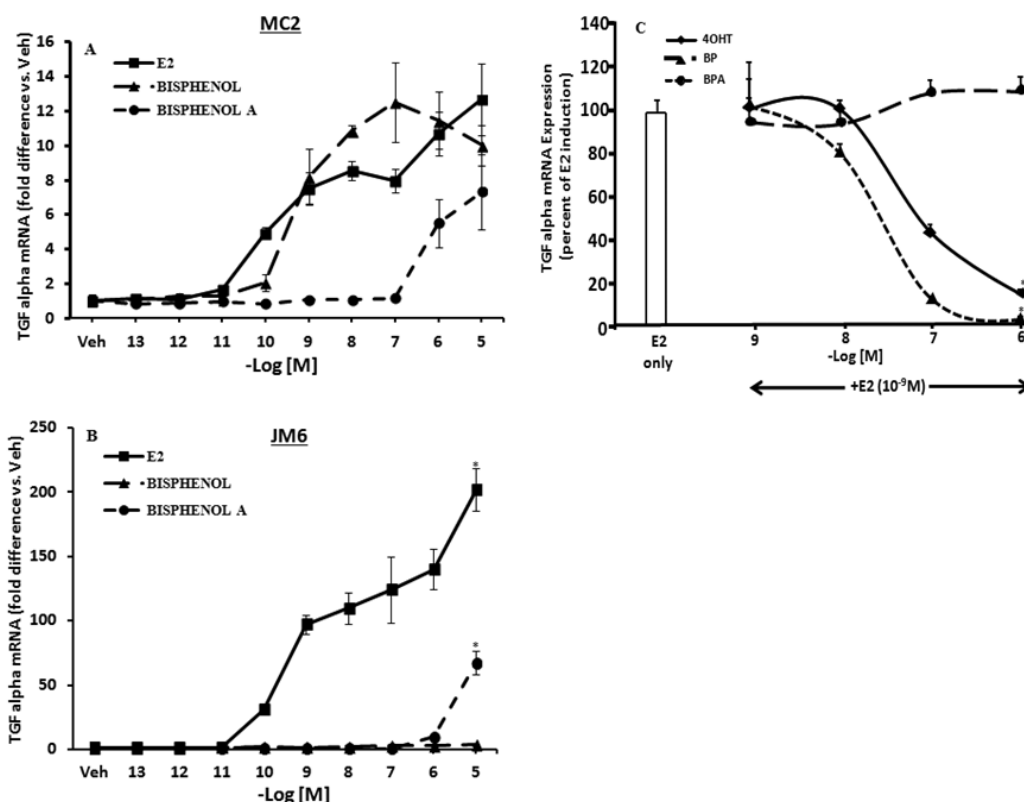 MC2
A
E2
BISPHENOL
BISPHENOL A
TGF alpha mRNA (fold difference vs. Veh)
16
14
12
10
8
6
4
2
0
Veh 13 12 11 10 9 8 7 6 5
-Log [M]
C
4OHT
BP
BPA
TGF alpha mRNA Expression
(percent of E2 induction)
140
120
100
80
60
40
20
0
*
*
E2
only
9 8 7 6
-Log [M]
+E2 (10⁻⁹M)
JM6
B
E2
BISPHENOL
BISPHENOL A
TGF alpha mRNA (fold difference vs. Veh)
250
200
150
100
50
0
*
*
Veh 13 12 11 10 9 8 7 6 5
-Log [M]